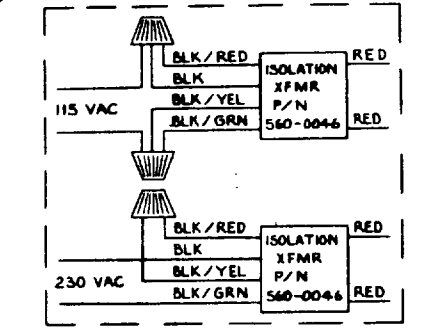 BLK/RED
BLK
115 VAC
BLK/YEL
BLK/GRN
ISOLATION
XFMR
P/N
560-0046
RED
RED
BLK/RED
BLK
230 VAC
BLK/YEL
BLK/GRN
ISOLATION
XFMR
P/N
560-0046
RED
RED